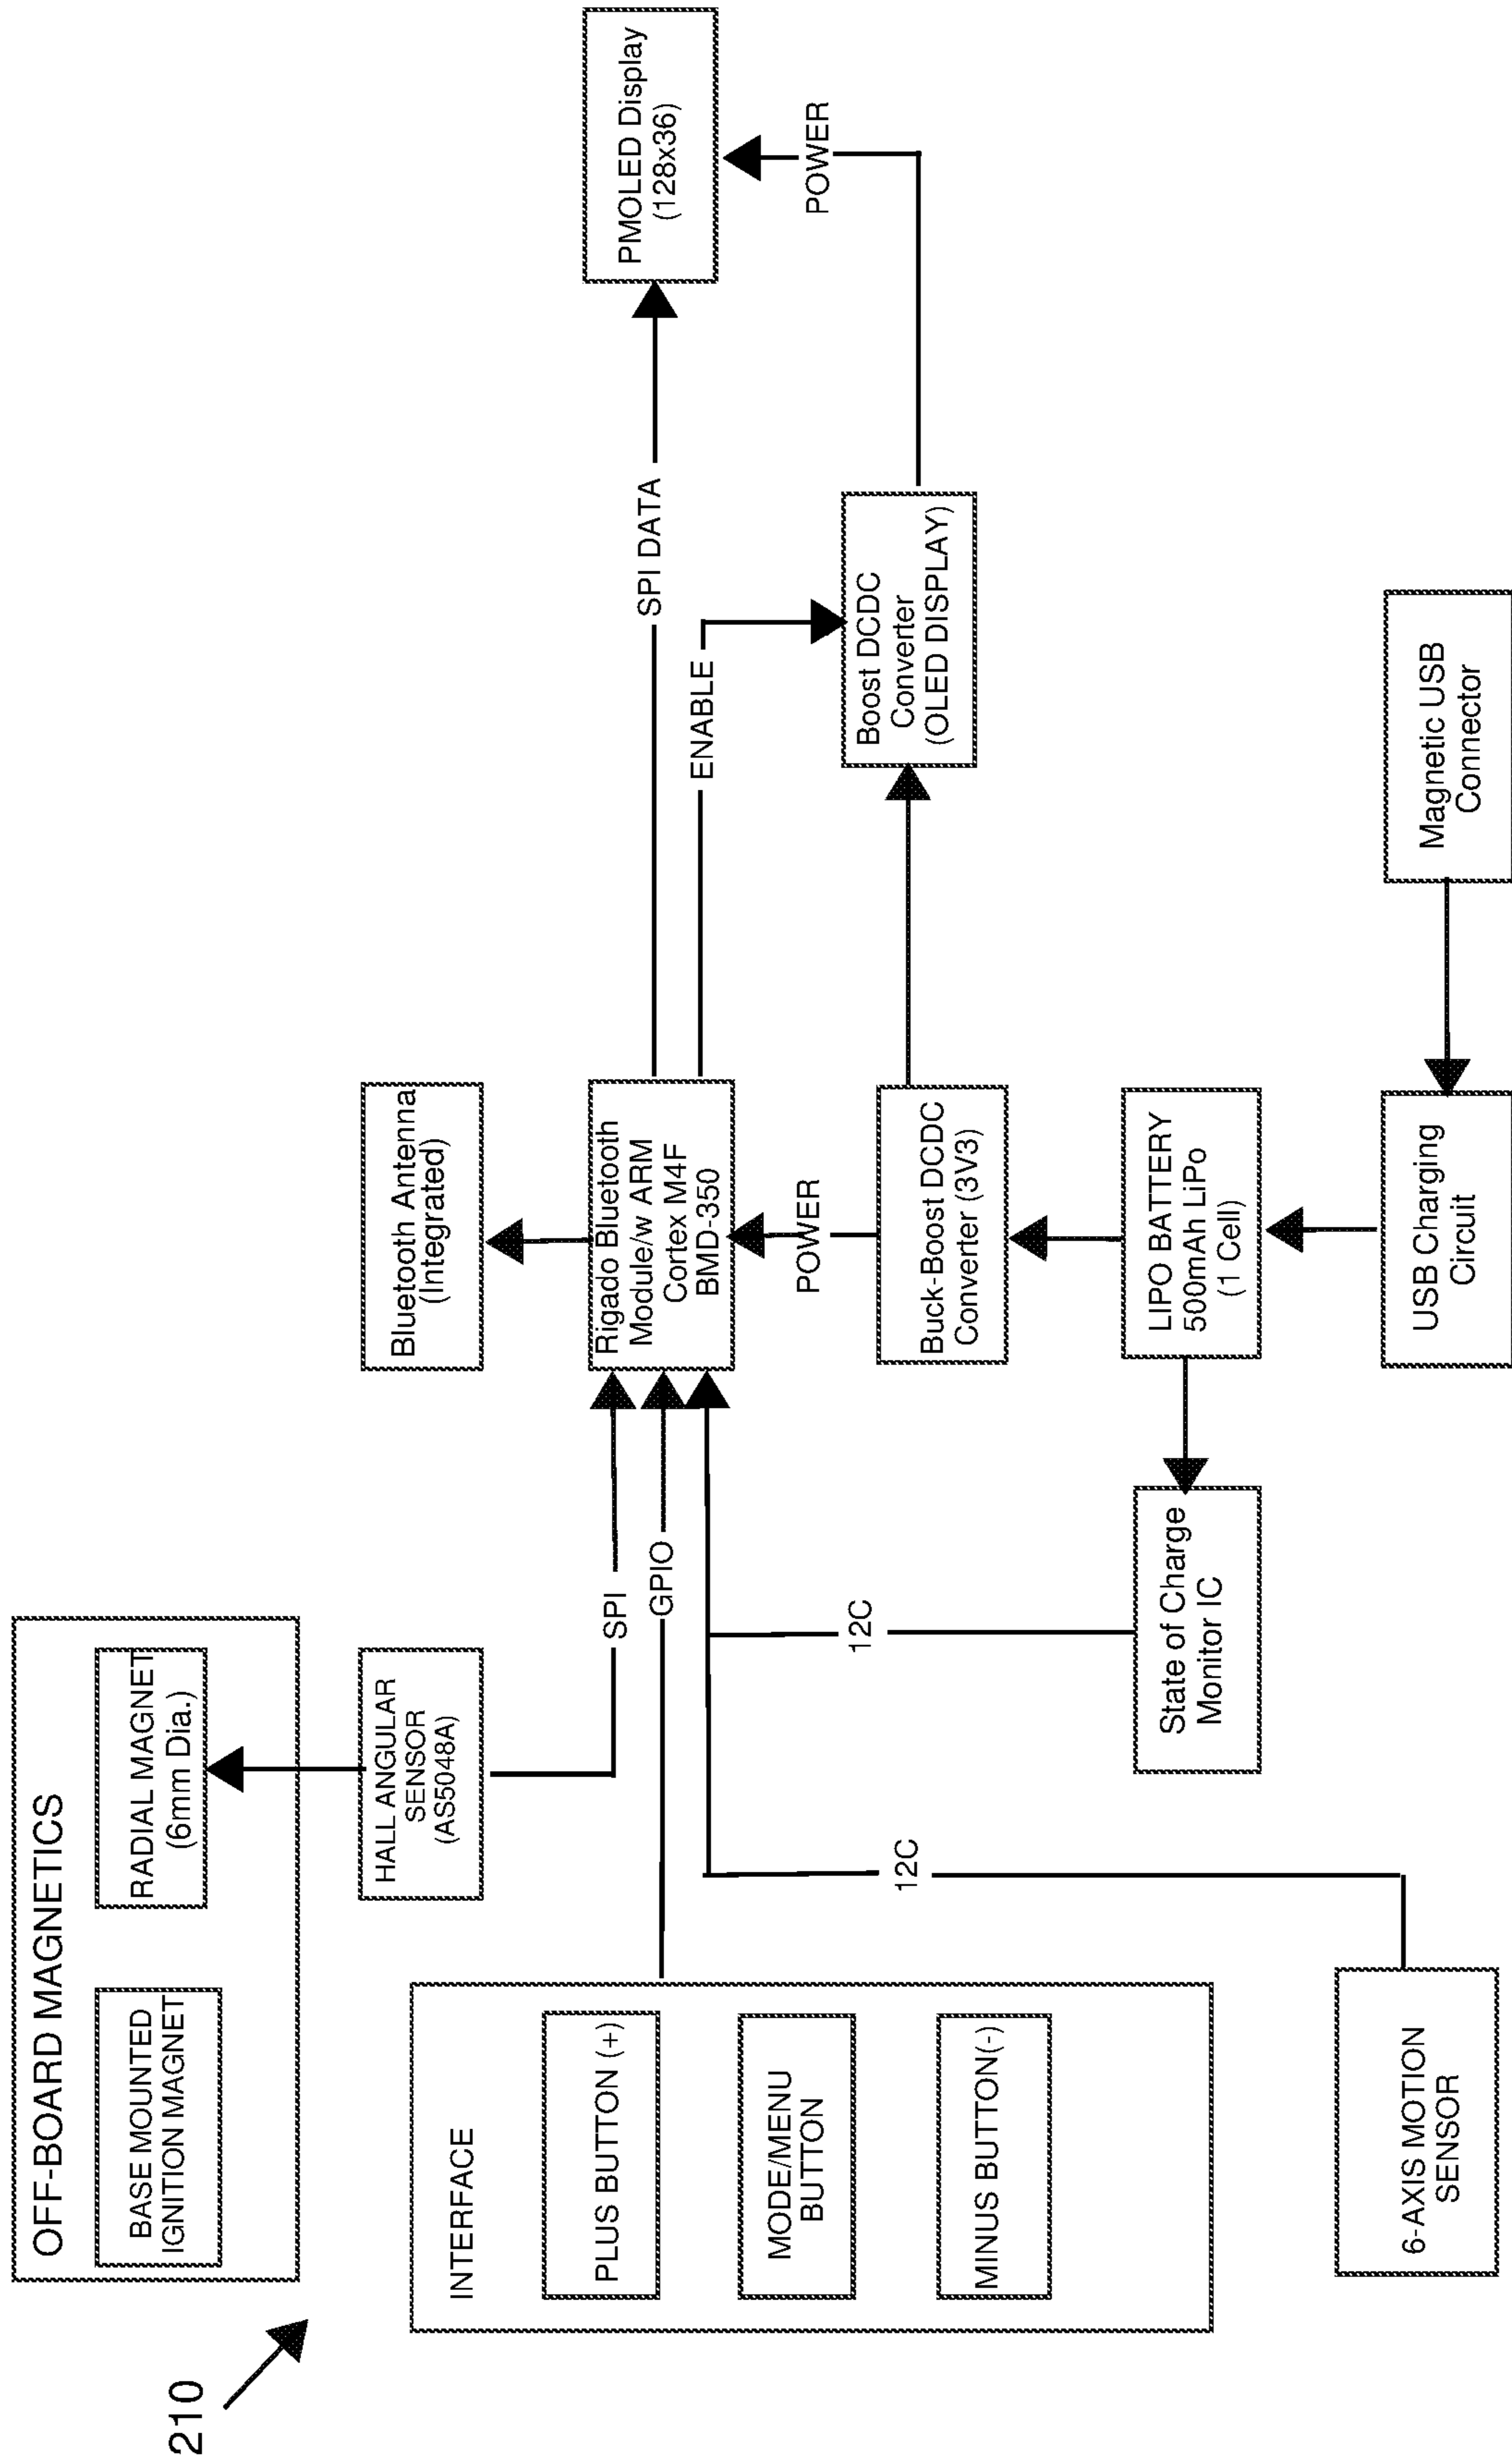 210
OFF-BOARD MAGNETICS
BASE MOUNTED
IGNITION MAGNET
RADIAL MAGNET
(6mm Dia.)
HALL ANGULAR
SENSOR
(AS5048A)
INTERFACE
PLUS BUTTON (+)
MODE/MENU
BUTTON
MINUS BUTTON(-)
6-AXIS MOTION
SENSOR
SPI
GPIO
12C
12C
State of Charge
Monitor IC
Bluetooth Antenna
(Integrated)
Rigado Bluetooth
Module/w ARM
Cortex M4F
BMD-350
POWER
Buck-Boost DCDC
Converter (3V3)
LIPO BATTERY
500mAh LiPo
(1 Cell)
USB Charging
Circuit
SPI DATA
ENABLE
Boost DCDC
Converter
(OLED DISPLAY)
Magnetic USB
Connector
PMOLED Display
(128x36)
POWER